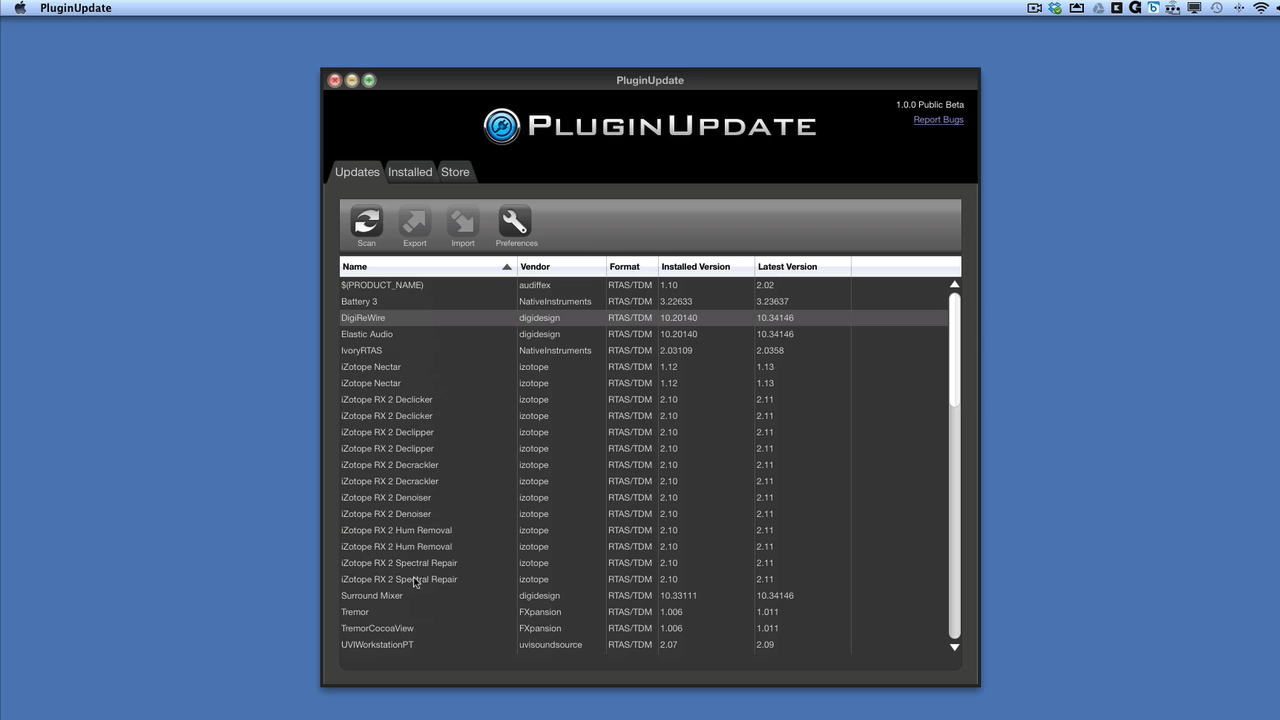 PluginUpdate
PluginUpdate
PLUGINUPDATE
1.0.0 Public Beta
Report Bugs
Updates Installed Store
Scan Export Import Preferences
Name Vendor Format Installed Version Latest Version
$(PRODUCT_NAME) audiffex RTAS/TDM 1.10 2.02
Battery 3 NativeInstruments RTAS/TDM 3.22633 3.23637
DigiReWire digidesign RTAS/TDM 10.20140 10.34146
Elastic Audio digidesign RTAS/TDM 10.20140 10.34146
IvoryRTAS NativeInstruments RTAS/TDM 2.03109 2.0358
iZotope Nectar izotope RTAS/TDM 1.12 1.13
iZotope Nectar izotope RTAS/TDM 1.12 1.13
iZotope RX 2 Declicker izotope RTAS/TDM 2.10 2.11
iZotope RX 2 Declicker izotope RTAS/TDM 2.10 2.11
iZotope RX 2 Declipper izotope RTAS/TDM 2.10 2.11
iZotope RX 2 Declipper izotope RTAS/TDM 2.10 2.11
iZotope RX 2 Decrackler izotope RTAS/TDM 2.10 2.11
iZotope RX 2 Decrackler izotope RTAS/TDM 2.10 2.11
iZotope RX 2 Denoiser izotope RTAS/TDM 2.10 2.11
iZotope RX 2 Denoiser izotope RTAS/TDM 2.10 2.11
iZotope RX 2 Hum Removal izotope RTAS/TDM 2.10 2.11
iZotope RX 2 Hum Removal izotope RTAS/TDM 2.10 2.11
iZotope RX 2 Spectral Repair izotope RTAS/TDM 2.10 2.11
iZotope RX 2 Spectral Repair izotope RTAS/TDM 2.10 2.11
Surround Mixer digidesign RTAS/TDM 10.33111 10.34146
Tremor FXpansion RTAS/TDM 1.006 1.011
TremorCocoaView FXpansion RTAS/TDM 1.006 1.011
UVIWorkstationPT uvisoundsource RTAS/TDM 2.07 2.09